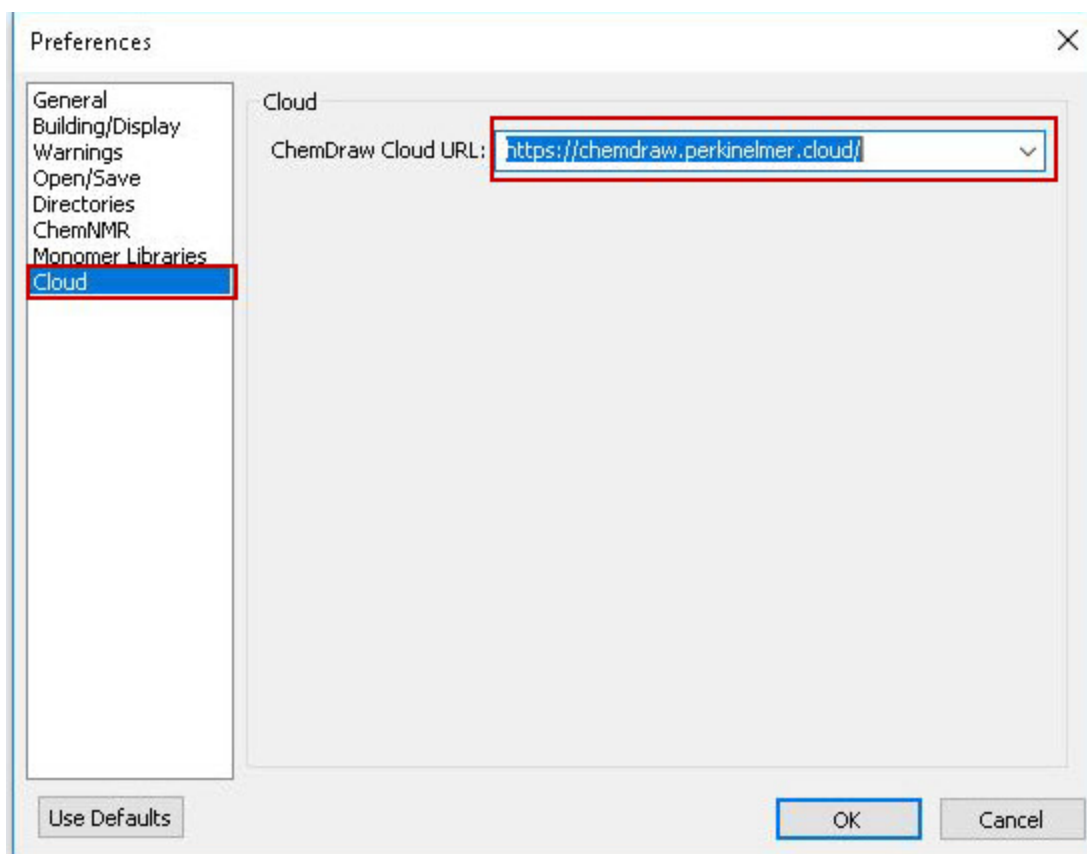 Preferences
General
Building/Display
Warnings
Open/Save
Directories
ChemNMR
Monomer Libraries
Cloud
Cloud
ChemDraw Cloud URL: https://chemdraw.perkinelmer.cloud/
Use Defaults
OK
Cancel